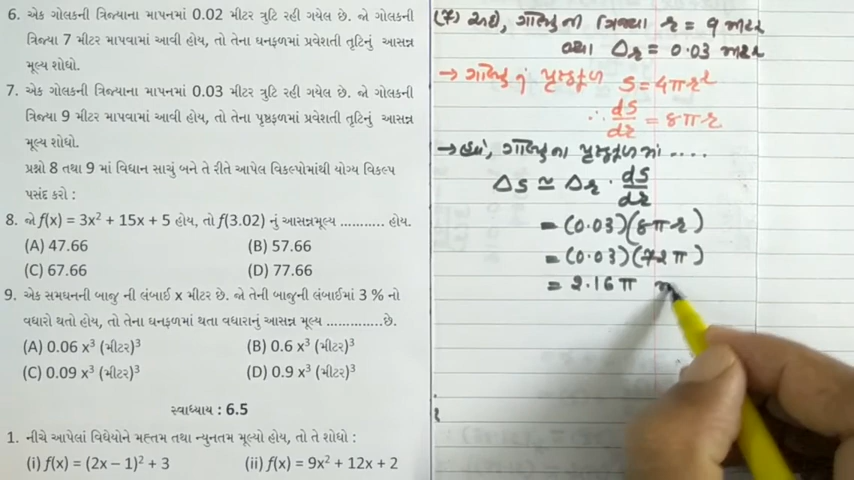 6. એક ગોલકની ત્રિજ્યાના માપનમાં 0.02 મીટર ત્રુટિ રહી ગયેલ છે. જો ગોલકની
ત્રિજ્યા 7 મીટર માપવામાં આવી હોય, તો તેના ઘનફળમાં પ્રવેશતી ત્રુટિનું આસન્ન
મૂલ્ય શોધો.
7. એક ગોલકની ત્રિજ્યાના માપનમાં 0.03 મીટર ત્રુટિ રહી ગયેલ છે. જો ગોલકની
ત્રિજ્યા 9 મીટર માપવામાં આવી હોય, તો તેના પૃષ્ઠફળમાં પ્રવેશતી ત્રુટિનું આસન્ન
મૂલ્ય શોધો.
પ્રશ્નો 8 તથા 9 માં વિધાન સાચું બને તે રીતે આપેલ વિકલ્પોમાંથી યોગ્ય વિકલ્પ
પસંદ કરો :
8. જો f(x) = 3x² + 15x + 5 હોય, તો f(3.02) નું આસન્નમૂલ્ય .......... હોય.
(A) 47.66 (B) 57.66
(C) 67.66 (D) 77.66
9. એક સમઘનની બાજુ ની લંબાઈ x મીટર છે. જો તેની બાજુની લંબાઈમાં 3 % નો
વધારો થતો હોય, તો તેના ઘનફળમાં થતા વધારાનું આસન્ન મૂલ્ય .............છે.
(A) 0.06 x³ (મીટર)³ (B) 0.6 x³ (મીટર)³
(C) 0.09 x³ (મીટર)³ (D) 0.9 x³ (મીટર)³
સ્વાધ્યાય : 6.5
1. નીચે આપેલાં વિધેયોને મહત્તમ તથા ન્યુનતમ મૂલ્યો હોય, તો તે શોધો :
(i) f(x) = (2x − 1)² + 3 (ii) f(x) = 9x² + 12x + 2
(7) ત્રિજ્યા r = 9 મીટર
તથા Δr = 0.03 મીટર
→ પૃષ્ઠફળ S = 4πr²
∴ dS/dr = 8πr
→ પૃષ્ઠફળમાં ....
ΔS ≃ Δr · dS/dr
= (0.03)(8πr)
= (0.03)(72π)
= 2.16π